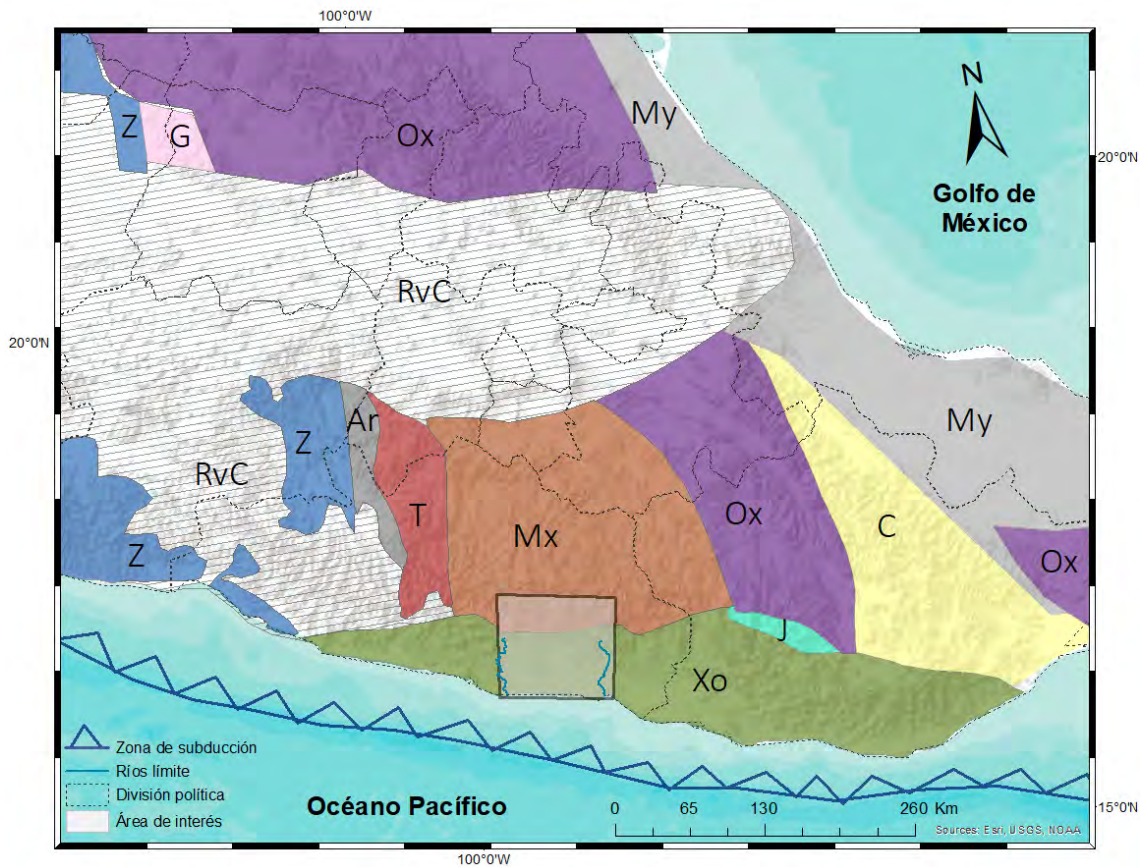 100°0'W
N
My
Z
G
Ox
20°0'N
Golfo de
México
RvC
20°0'N
Ar
My
Z
RvC
T
Ox
C
Mx
Z
Ox
J
Xo
Zona de subducción
Ríos límite
División política
Área de interés
Océano Pacífico
0 65 130 260 Km
15°0'N
Sources: Esri, USGS, NOAA
100°0'W